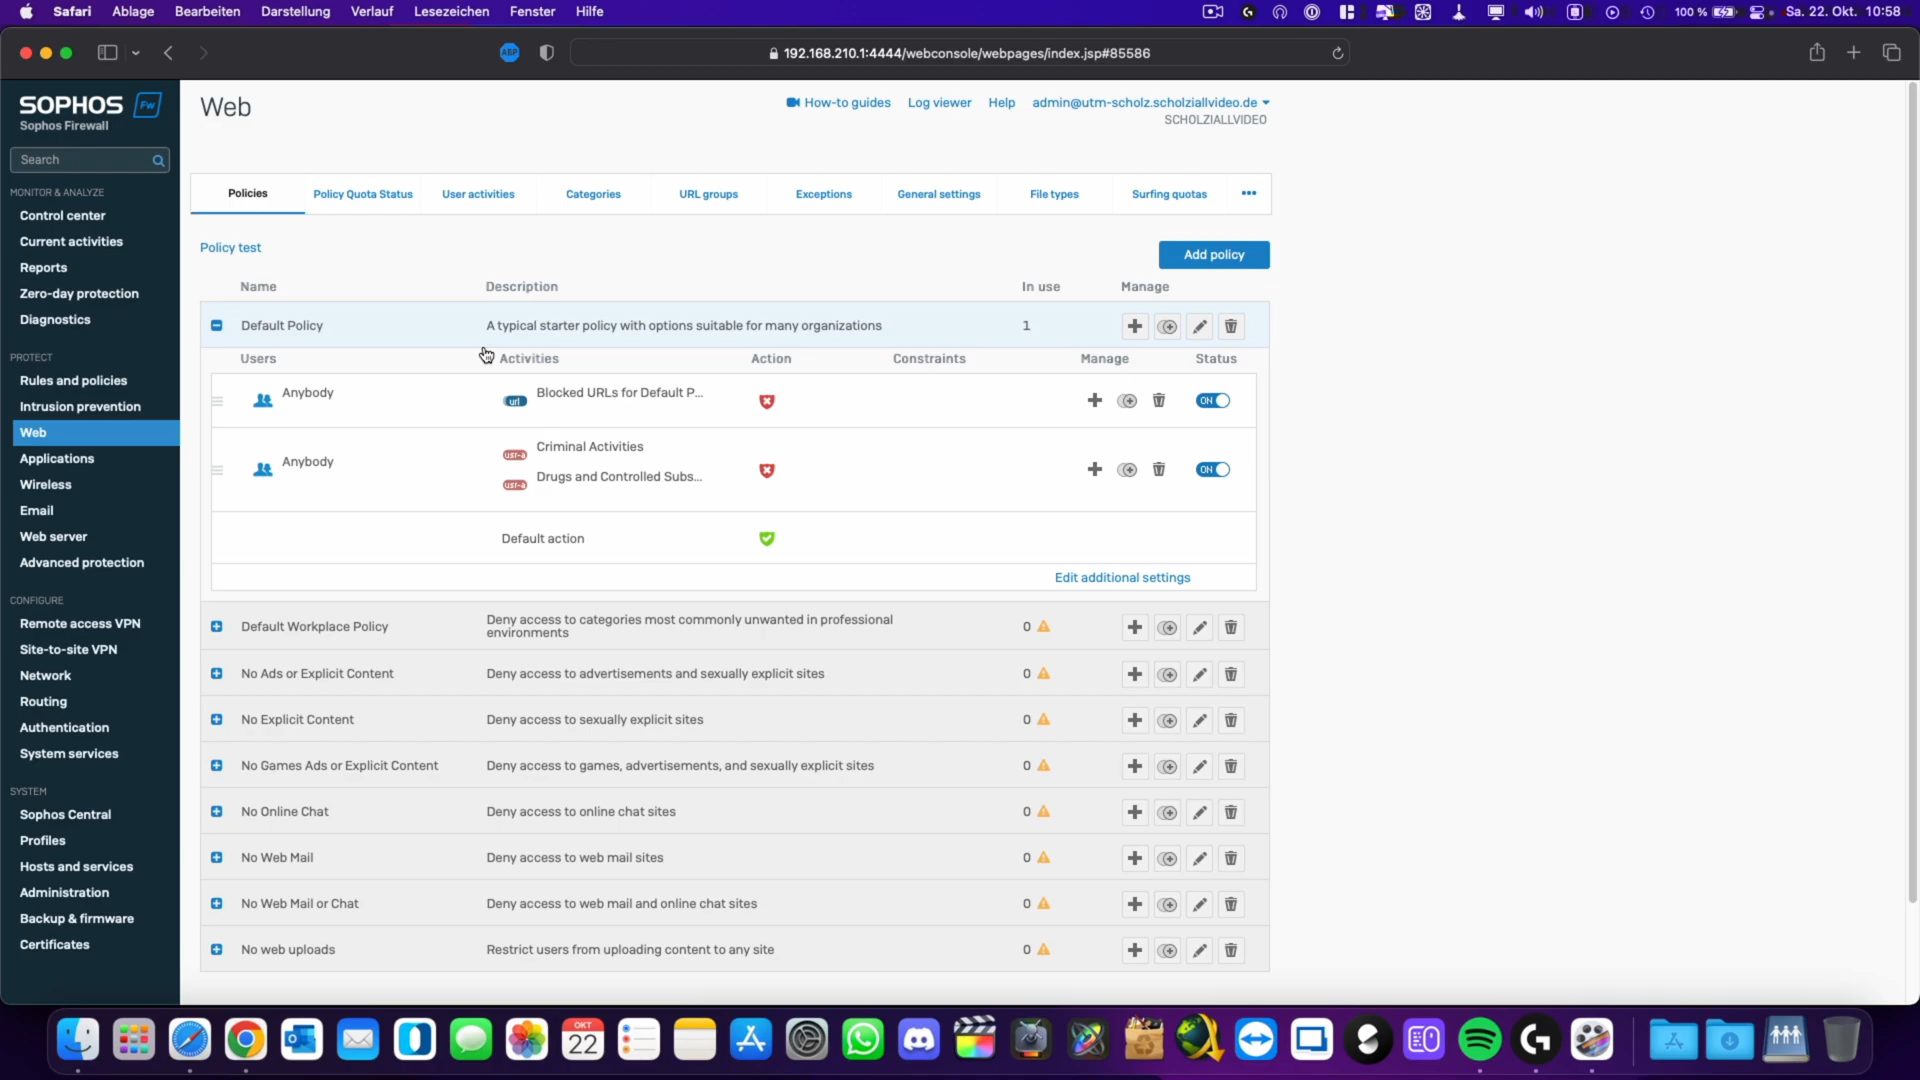 Safari Ablage Bearbeiten Darstellung Verlauf Lesezeichen Fenster Hilfe 100 % Sa. 22. Okt. 10:58
ABP 192.168.210.1:4444/webconsole/webpages/index.jsp#85586
SOPHOS Fw
Sophos Firewall
Search
MONITOR & ANALYZE
Control center
Current activities
Reports
Zero-day protection
Diagnostics
PROTECT
Rules and policies
Intrusion prevention
Web
Applications
Wireless
Email
Web server
Advanced protection
CONFIGURE
Remote access VPN
Site-to-site VPN
Network
Routing
Authentication
System services
SYSTEM
Sophos Central
Profiles
Hosts and services
Administration
Backup & firmware
Certificates
Web
How-to guides Log viewer Help admin@utm-scholz.scholziallvideo.de
SCHOLZIALLVIDEO
Policies Policy Quota Status User activities Categories URL groups Exceptions General settings File types Surfing quotas •••
Policy test Add policy
Name Description In use Manage
Default Policy A typical starter policy with options suitable for many organizations 1
Users Activities Action Constraints Manage Status
Anybody url Blocked URLs for Default P... ON
Anybody usr-a Criminal Activities ON
usr-a Drugs and Controlled Subs...
Default action
Edit additional settings
Default Workplace Policy Deny access to categories most commonly unwanted in professional environments 0
No Ads or Explicit Content Deny access to advertisements and sexually explicit sites 0
No Explicit Content Deny access to sexually explicit sites 0
No Games Ads or Explicit Content Deny access to games, advertisements, and sexually explicit sites 0
No Online Chat Deny access to online chat sites 0
No Web Mail Deny access to web mail sites 0
No Web Mail or Chat Deny access to web mail and online chat sites 0
No web uploads Restrict users from uploading content to any site 0
OKT
22